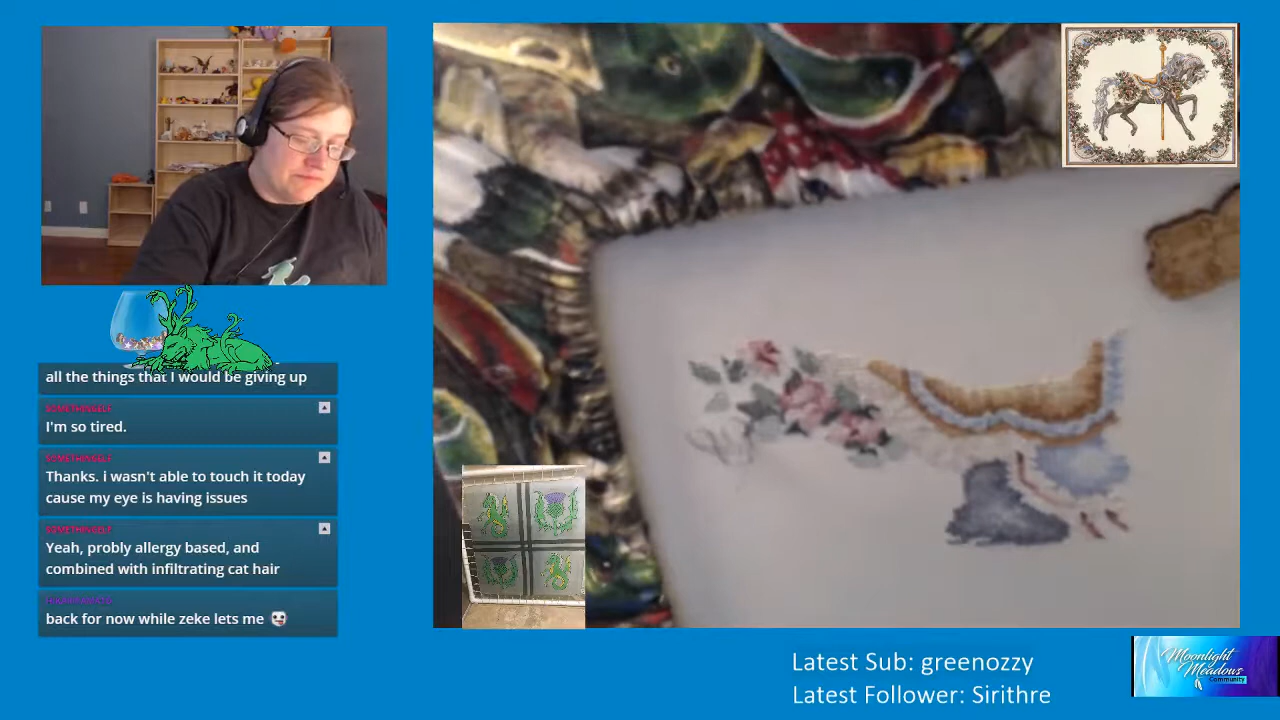 all the things that I would be giving up
I'm so tired.
Thanks. i wasn't able to touch it today
cause my eye is having issues
Yeah, probly allergy based, and
combined with infiltrating cat hair
back for now while zeke lets me
Latest Sub: greenozzy
Latest Follower: Sirithre
Moonlight
Meadows
Community